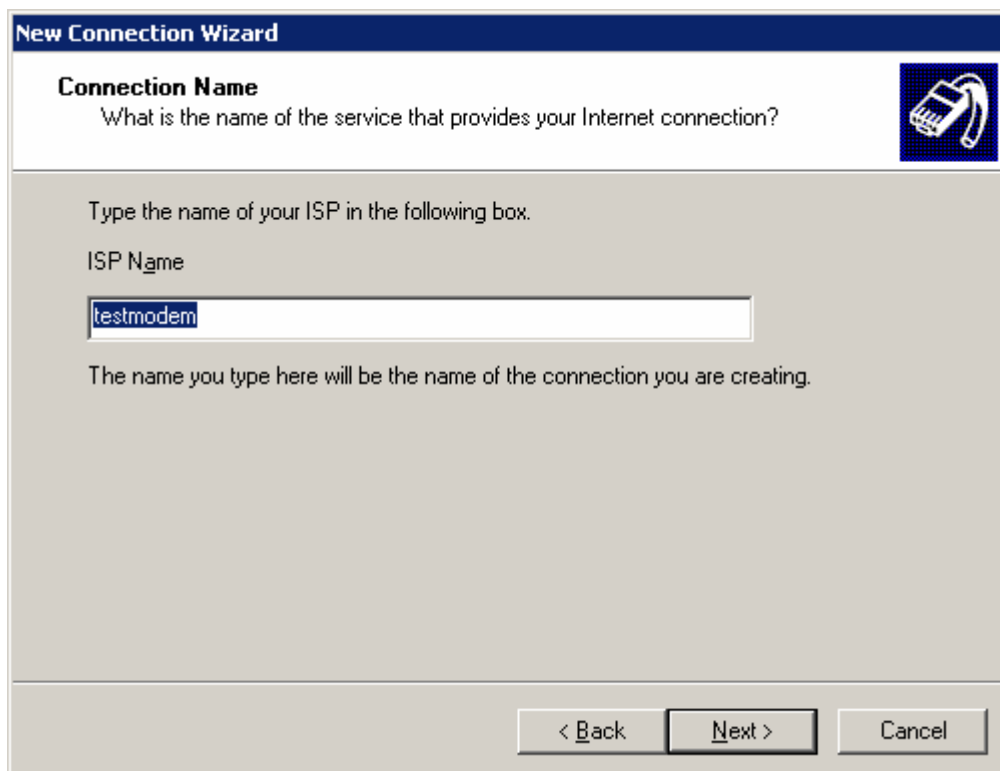 New Connection Wizard
Connection Name
What is the name of the service that provides your Internet connection?
Type the name of your ISP in the following box.
ISP Name
testmodem
The name you type here will be the name of the connection you are creating.
< Back
Next >
Cancel